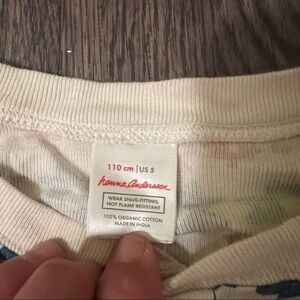 110 cm | US 5
hanna andersson
WEAR SNUG-FITTING,
NOT FLAME RESISTANT
100% ORGANIC COTTON
MADE IN INDIA